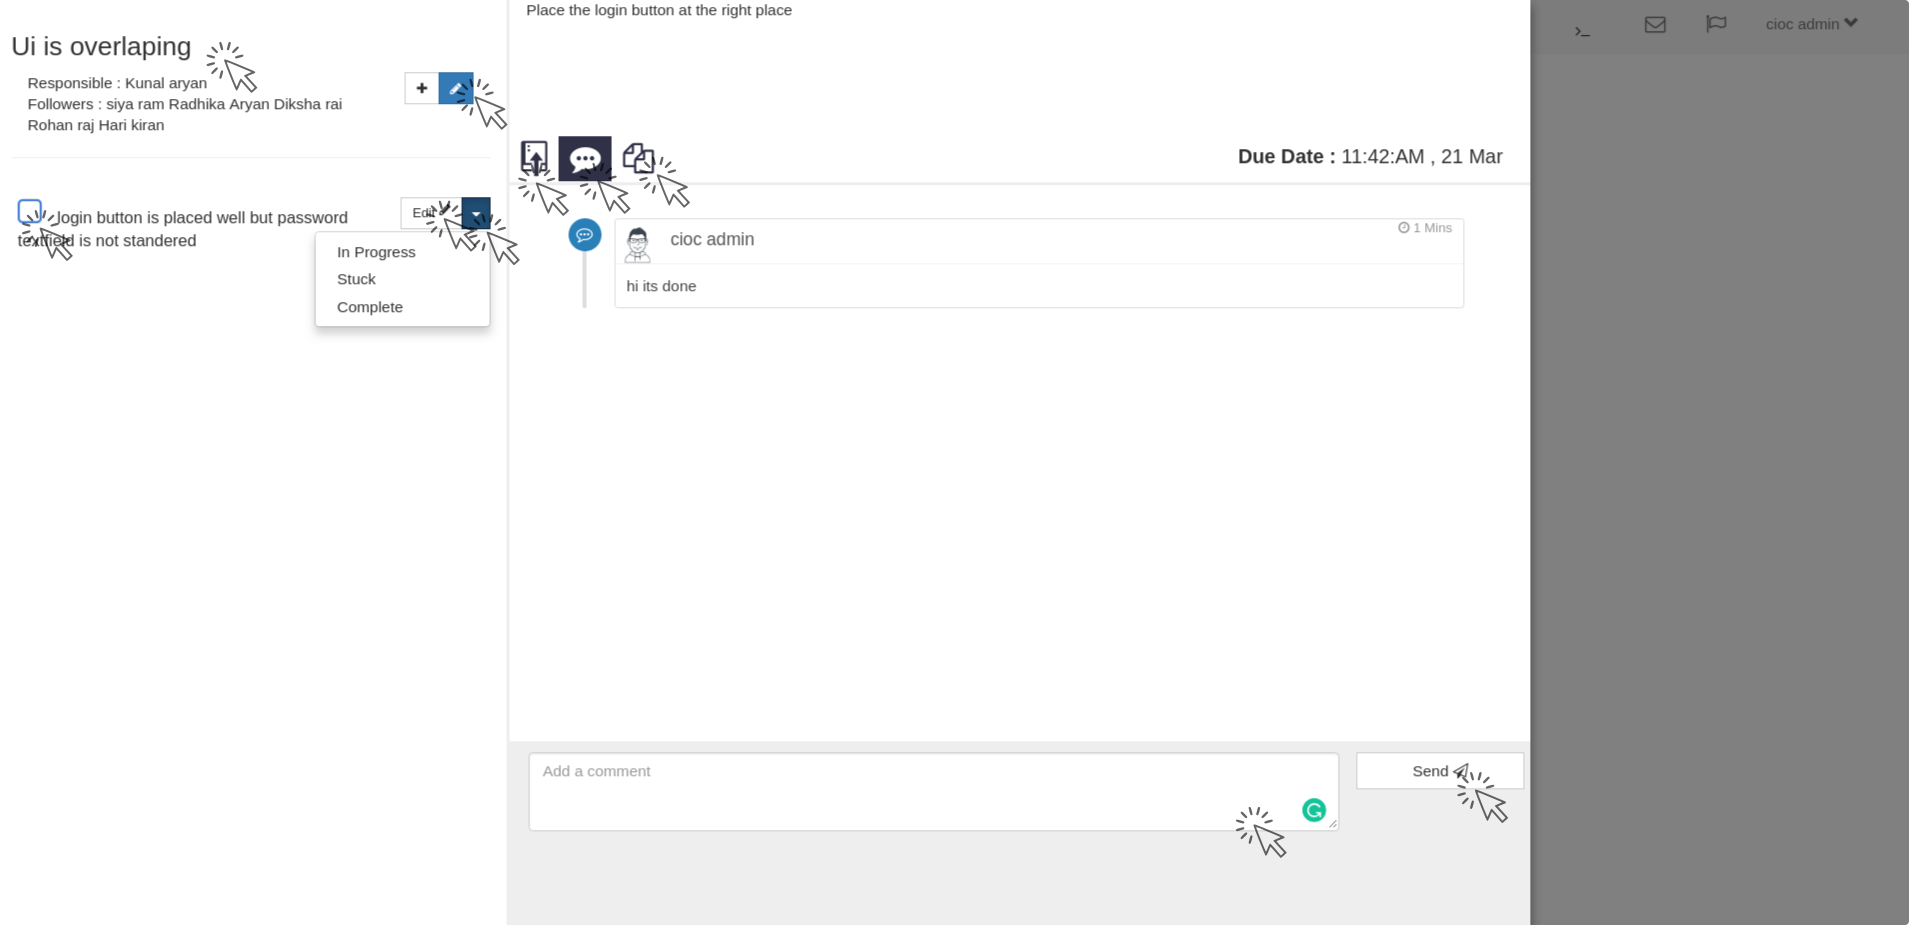 Place the login button at the right place
cioc admin
Ui is overlaping
Responsible : Kunal aryan
Followers : siya ram Radhika Aryan Diksha rai
Rohan raj Hari kiran
Due Date : 11:42:AM , 21 Mar
login button is placed well but password
textfield is not standered
Edit
In Progress
Stuck
Complete
cioc admin
1 Mins
hi its done
Add a comment
Send